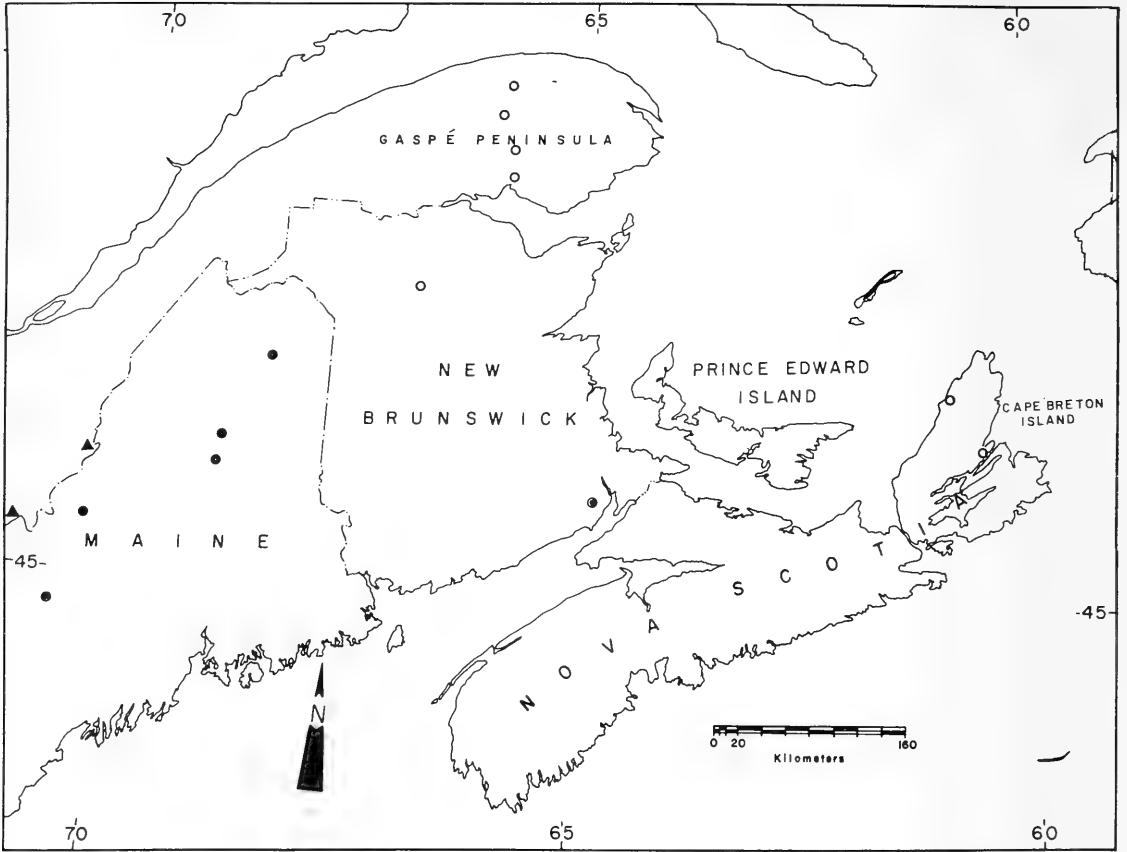 70 65 60
GASPÉ PENINSULA
NEW
BRUNSWICK
PRINCE EDWARD
ISLAND
CAPE BRETON
ISLAND
MAINE
45-
-45
NOVA SCOTIA
N
0 20 160
Kilometers
70 65 60